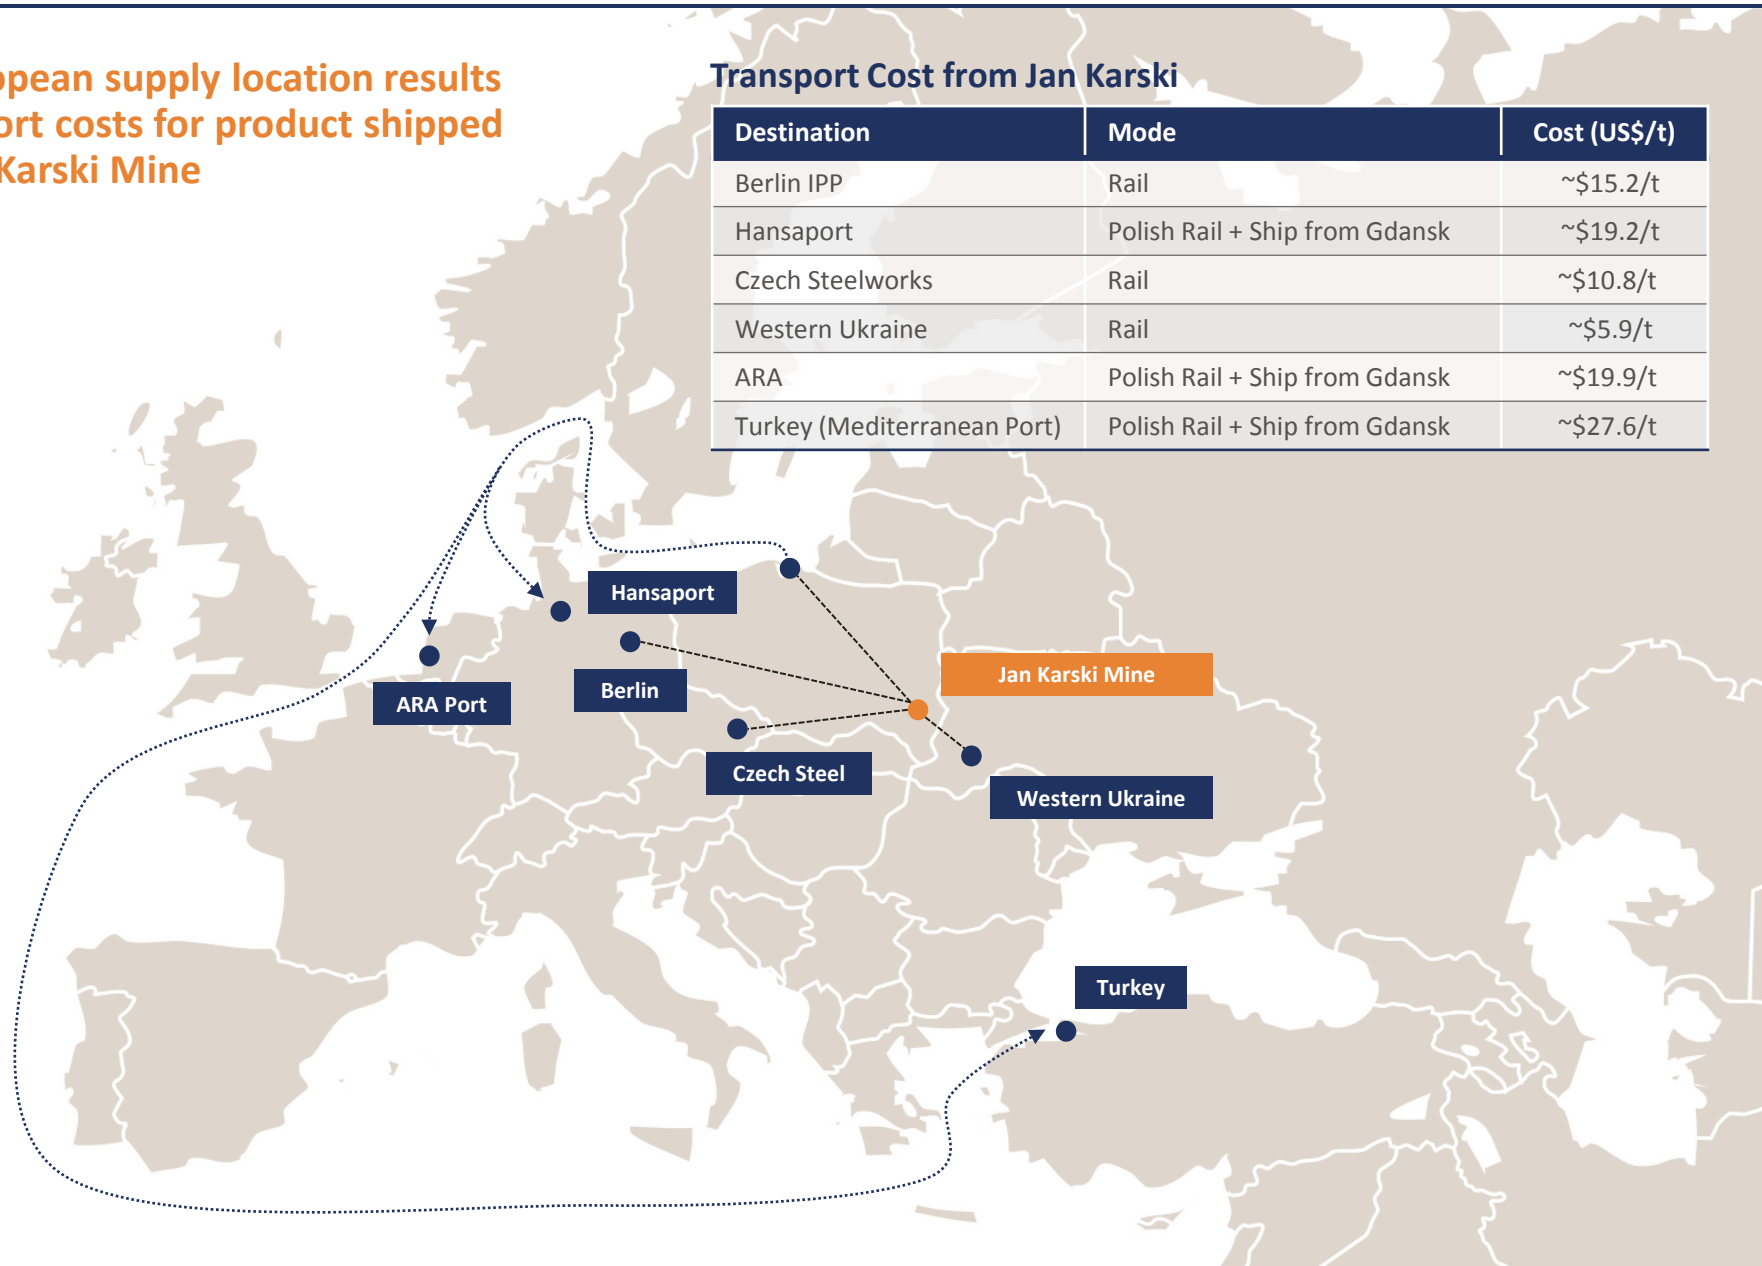 opean supply location results
ort costs for product shipped
Karski Mine
Transport Cost from Jan Karski
Destination Mode Cost (US$/t)
Berlin IPP Rail ~$15.2/t
Hansaport Polish Rail + Ship from Gdansk ~$19.2/t
Czech Steelworks Rail ~$10.8/t
Western Ukraine Rail ~$5.9/t
ARA Polish Rail + Ship from Gdansk ~$19.9/t
Turkey (Mediterranean Port) Polish Rail + Ship from Gdansk ~$27.6/t
Hansaport
Jan Karski Mine
Berlin
ARA Port
Czech Steel
Western Ukraine
Turkey